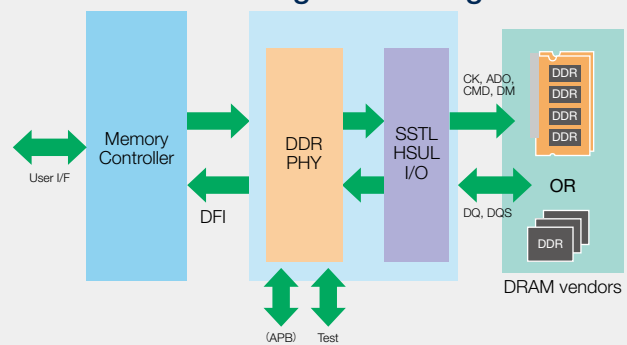 CK, ADO,
CMD, DM
DDR
DDR
DDR
DDR
Memory
Controller
DDR
PHY
SSTL
HSUL
I/O
User I/F
OR
DFI
DQ, DQS
DDR
DRAM vendors
(APB)
Test